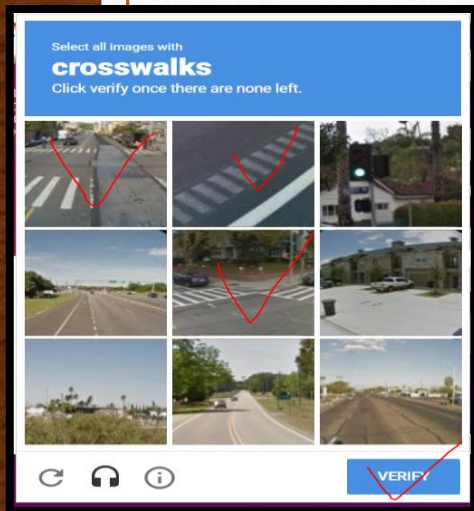 Select all images with
crosswalks
Click verify once there are none left.
VERIFY